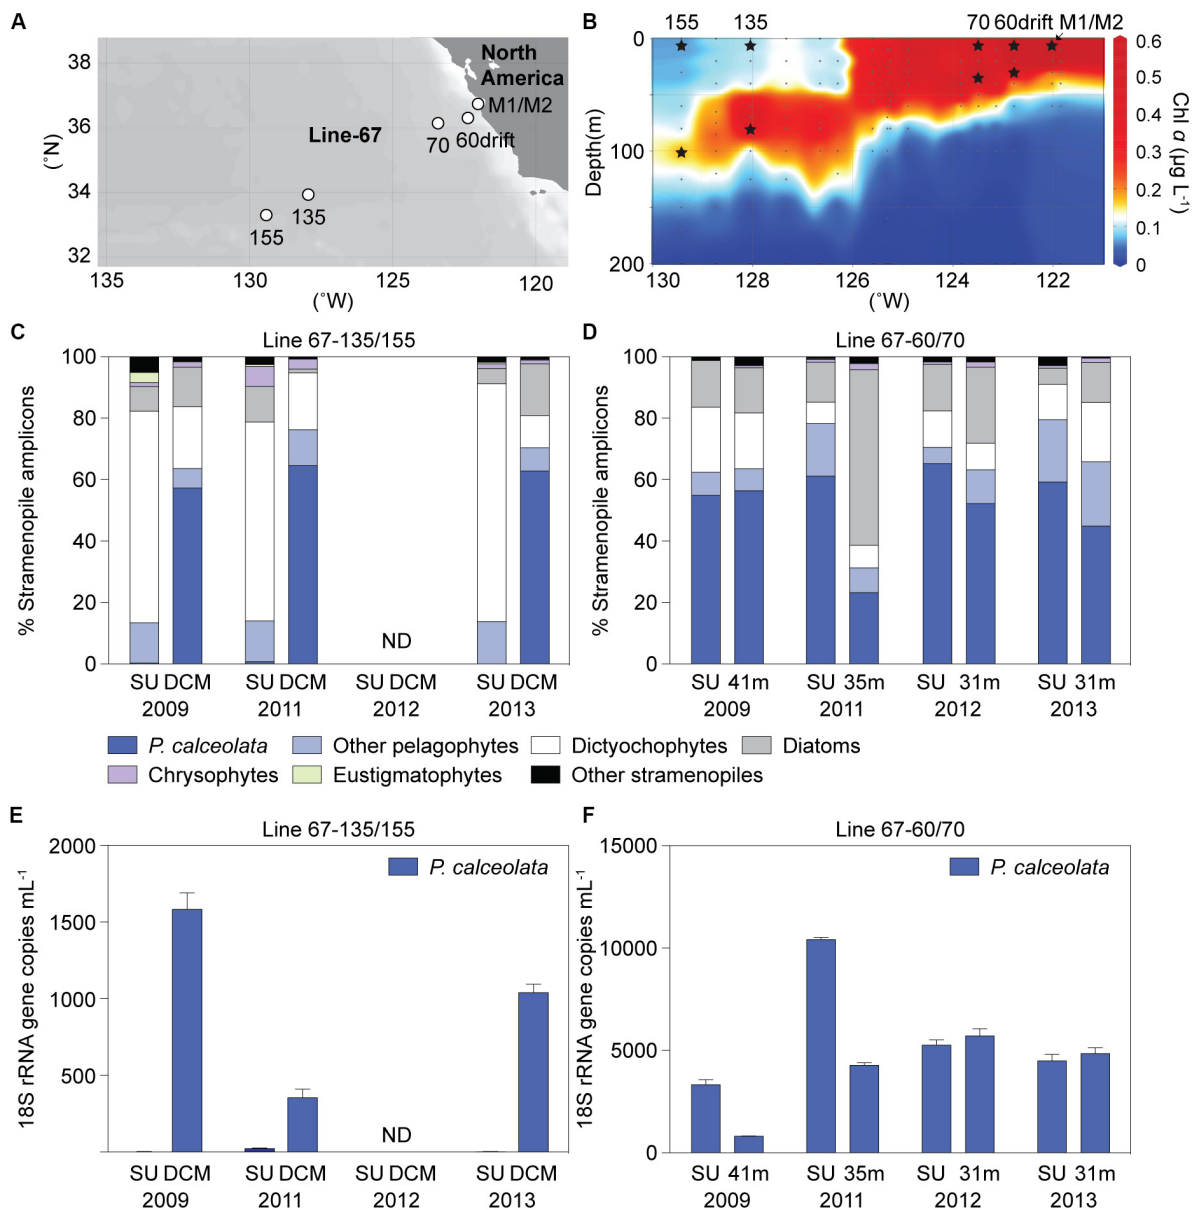 A
38
36
34
32
(˚N)
135
130
125
120
(˚W)
North
America
M1/M2
Line-67
70
60drift
135
155
B
155
135
70 60drift M1/M2
0
100
200
Depth(m)
130
128
126
124
122
(˚W)
0.6
0.5
0.4
0.3
0.2
0.1
0
Chl a (µg L-1)
C
Line 67-135/155
100
80
60
40
20
0
% Stramenopile amplicons
ND
SU DCM SU DCM SU DCM SU DCM
2009 2011 2012 2013
D
Line 67-60/70
100
80
60
40
20
0
% Stramenopile amplicons
SU 41m SU 35m SU 31m SU 31m
2009 2011 2012 2013
P. calceolata Other pelagophytes Dictyochophytes Diatoms
Chrysophytes Eustigmatophytes Other stramenopiles
E
Line 67-135/155
2000
1500
1000
500
18S rRNA gene copies mL-1
P. calceolata
ND
SU DCM SU DCM SU DCM SU DCM
2009 2011 2012 2013
F
Line 67-60/70
15000
10000
5000
0
18S rRNA gene copies mL-1
P. calceolata
SU 41m SU 35m SU 31m SU 31m
2009 2011 2012 2013